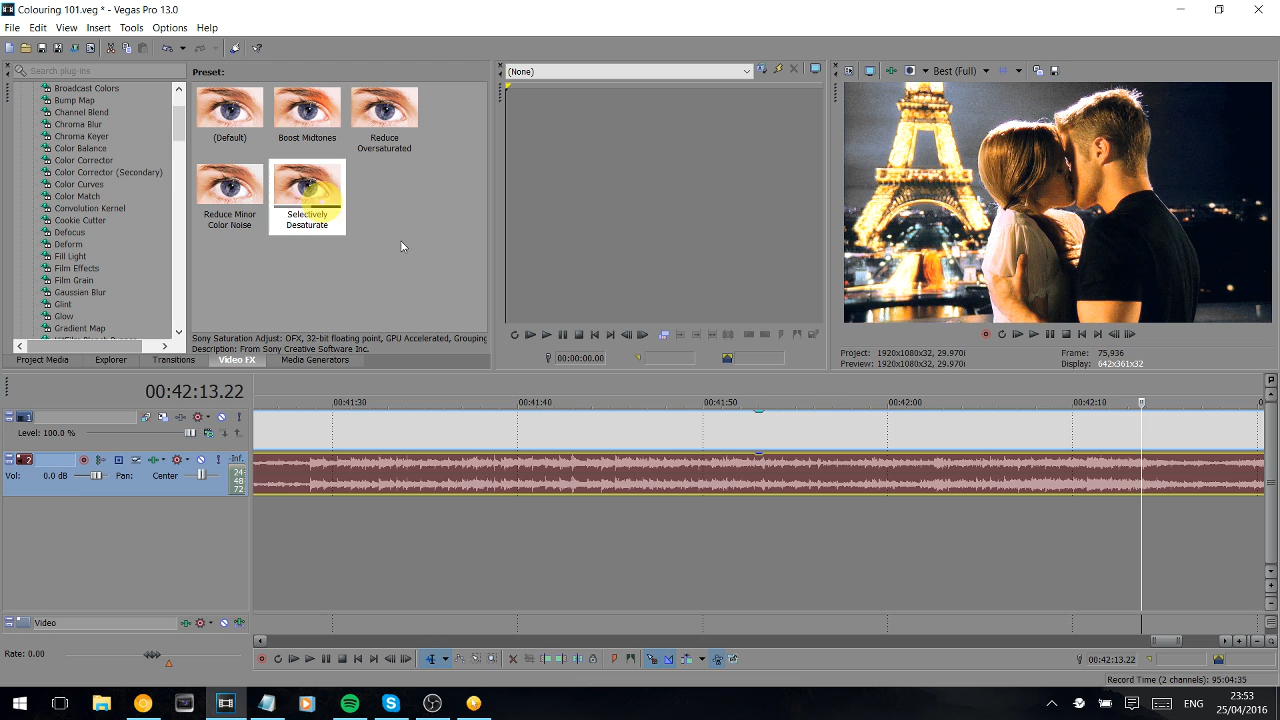 Colouring 101.veg * - Vegas Pro 13.0
File Edit View Insert Tools Options Help
Search plug-ins
Broadcast Colors
Bump Map
Channel Blend
Chroma Blur
Chroma Keyer
Color Balance
Color Corrector
Color Corrector (Secondary)
Color Curves
Color Match
Convolution Kernel
Cookie Cutter
Defocus
Deform
Fill Light
Film Effects
Film Grain
Gaussian Blur
Glint
Glow
Gradient Map
Preset:
(Default)
Boost Midtones
Reduce
Oversaturated
Reduce Minor
Color Noise
Selectively
Desaturate
Sony Saturation Adjust: OFX, 32-bit floating point, GPU Accelerated, Grouping
Description: From Sony Creative Software Inc.
Project Media Explorer Transitions Video FX Media Generators
(None)
00:00:00.00
Best (Full)
Project: 1920x1080x32, 29.970i
Preview: 1920x1080x32, 29.970i
Frame: 75,936
Display: 642x361x32
00:42:13.22
00:41:30 00:41:40 00:41:50 00:42:00 00:42:10
1
Level: 100.0 %
2
-Inf.
Vol: 0.0 dB Pan: Center
24
48
72
Video
Rate: 0.00
00:42:13.22
Record Time (2 channels): 95:04:35
ENG
23:53
25/04/2016